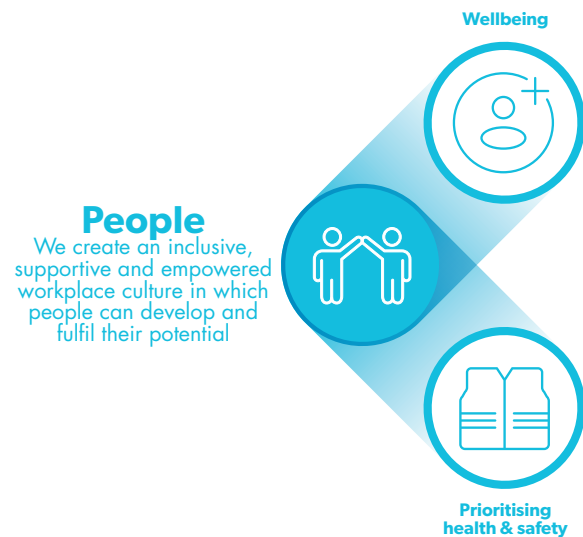 Wellbeing
People
We create an inclusive,
supportive and empowered
workplace culture in which
people can develop and
fulfil their potential
Prioritising
health & safety